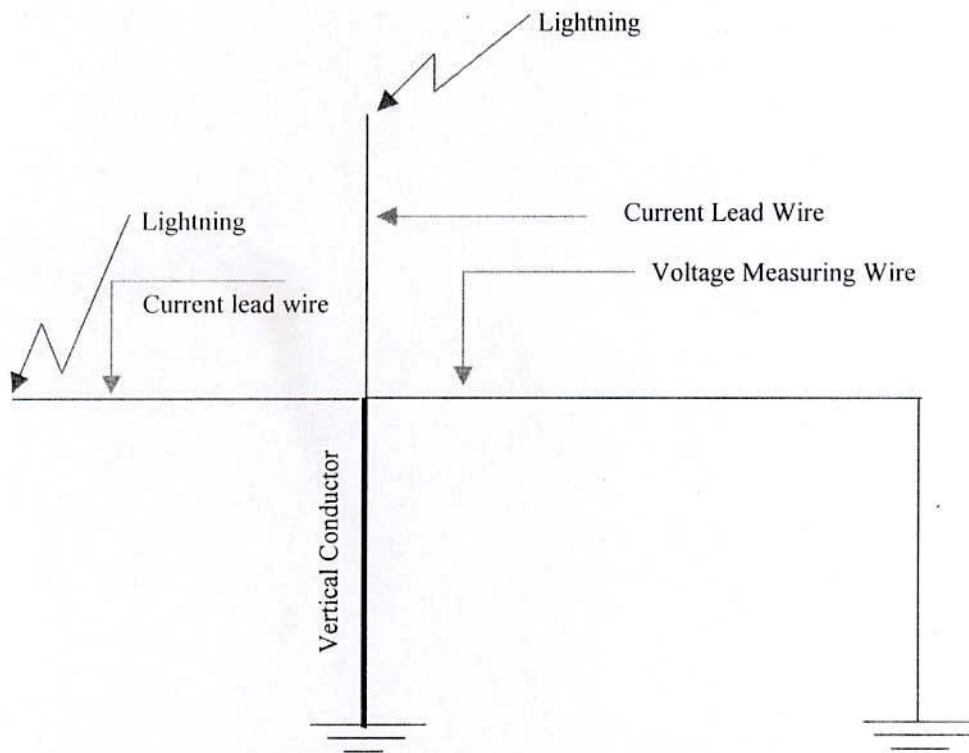 Lightning
Current Lead Wire
Lightning
Voltage Measuring Wire
Current lead wire
Vertical Conductor